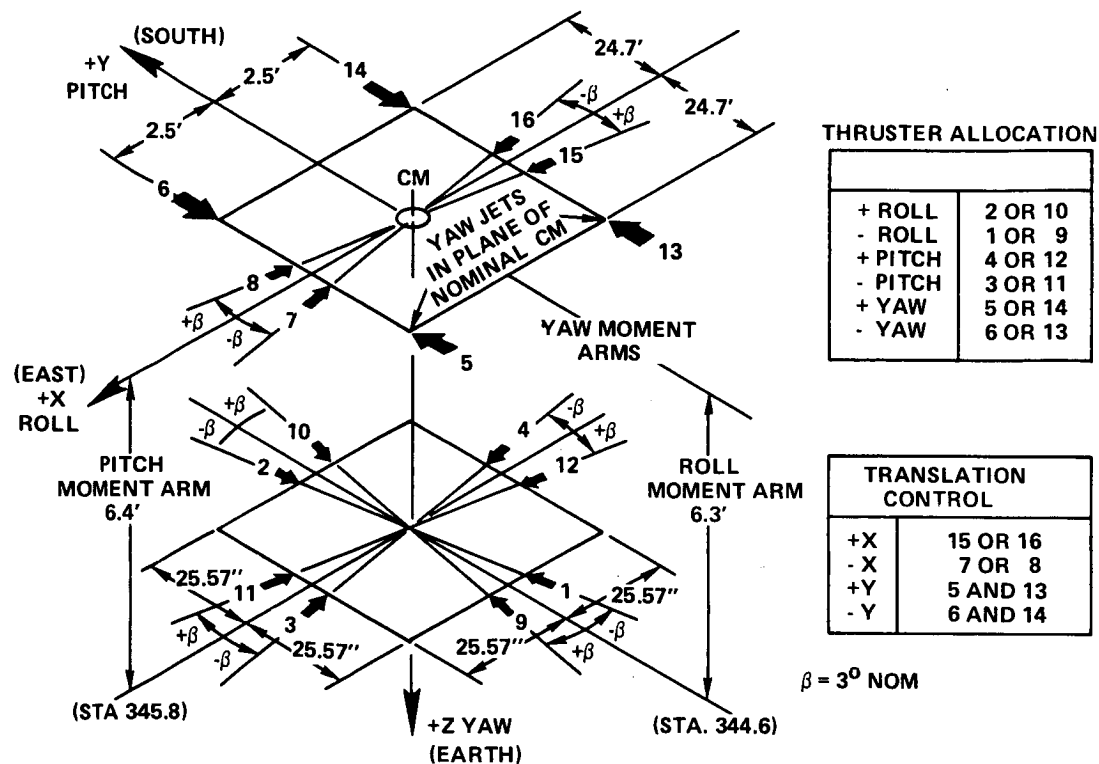 (SOUTH)
+Y
PITCH
2.5'
2.5'
14
6
CM
24.7'
24.7'
-β
+β
16
15
YAW JETS
IN PLANE OF
NOMINAL CM
13
8
7
+β
-β
5
YAW MOMENT
ARMS
(EAST)
+X
ROLL
PITCH
MOMENT ARM
6.4'
+β
-β
10
2
4
12
-β
+β
ROLL
MOMENT ARM
6.3'
25.57"
11
3
+β
-β
25.57"
1
9
25.57"
-β
+β
25.57"
(STA 345.8)
+Z YAW
(EARTH)
(STA. 344.6)
THRUSTER ALLOCATION
+ ROLL 2 OR 10
- ROLL 1 OR 9
+ PITCH 4 OR 12
- PITCH 3 OR 11
+ YAW 5 OR 14
- YAW 6 OR 13
TRANSLATION
CONTROL
+X 15 OR 16
-X 7 OR 8
+Y 5 AND 13
-Y 6 AND 14
β = 3° NOM